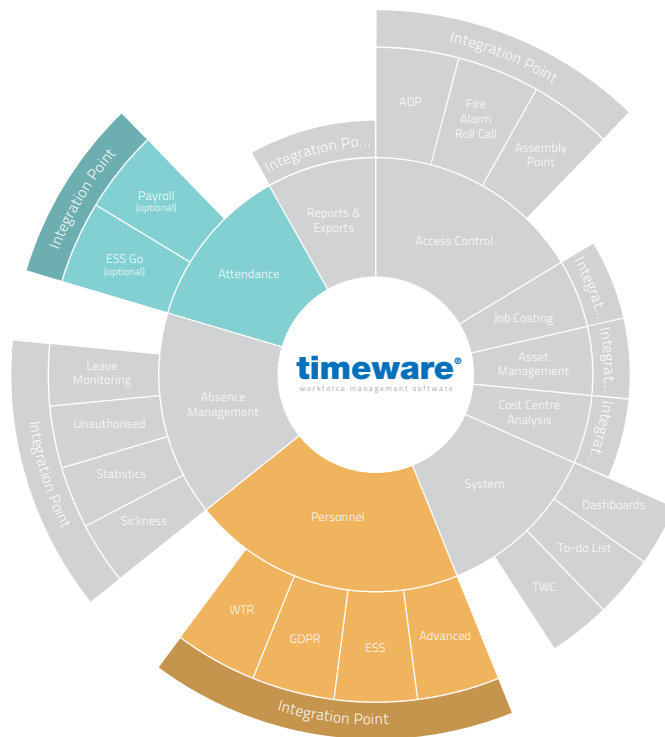 Integration Point
ADP
Fire
Alarm
Roll Call
Assembly
Point
Access Control
Integration Po...
Reports &
Exports
Integration Point
Payroll
(optional)
ESS Go
(optional)
Attendance
Integrat...
Job Costing
Integrat...
Asset
Management
Integrat...
Cost Centre
Analysis
timeware®
workforce management software
Absence
Management
Leave
Monitoring
Unauthorised
Statistics
Sickness
Integration Point
System
Dashboards
To-do List
TWC
Personnel
WTR
GDPR
ESS
Advanced
Integration Point